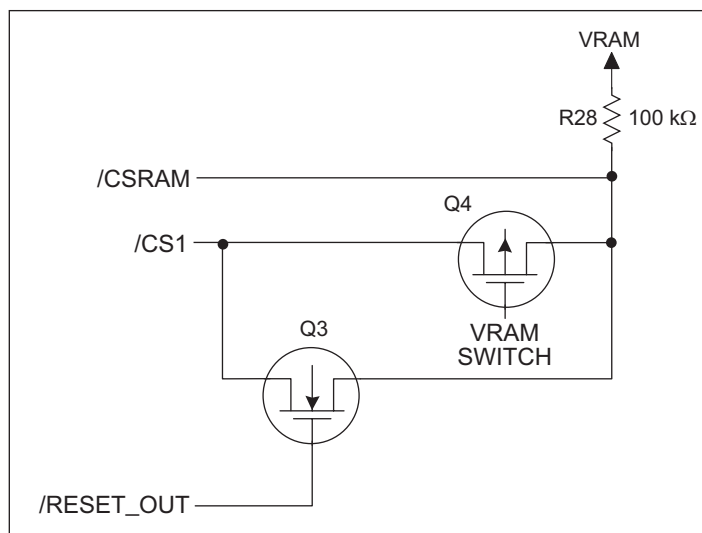 VRAM
R28 100 kΩ
/CSRAM
Q4
/CS1
VRAM
SWITCH
Q3
/RESET_OUT